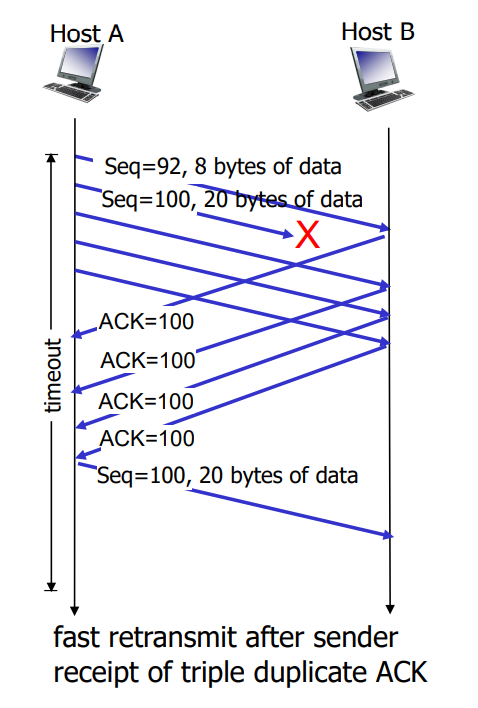 Host A
Host B
Seq=92, 8 bytes of data
Seq=100, 20 bytes of data
X
ACK=100
timeout
ACK=100
ACK=100
ACK=100
Seq=100, 20 bytes of data
fast retransmit after sender
receipt of triple duplicate ACK